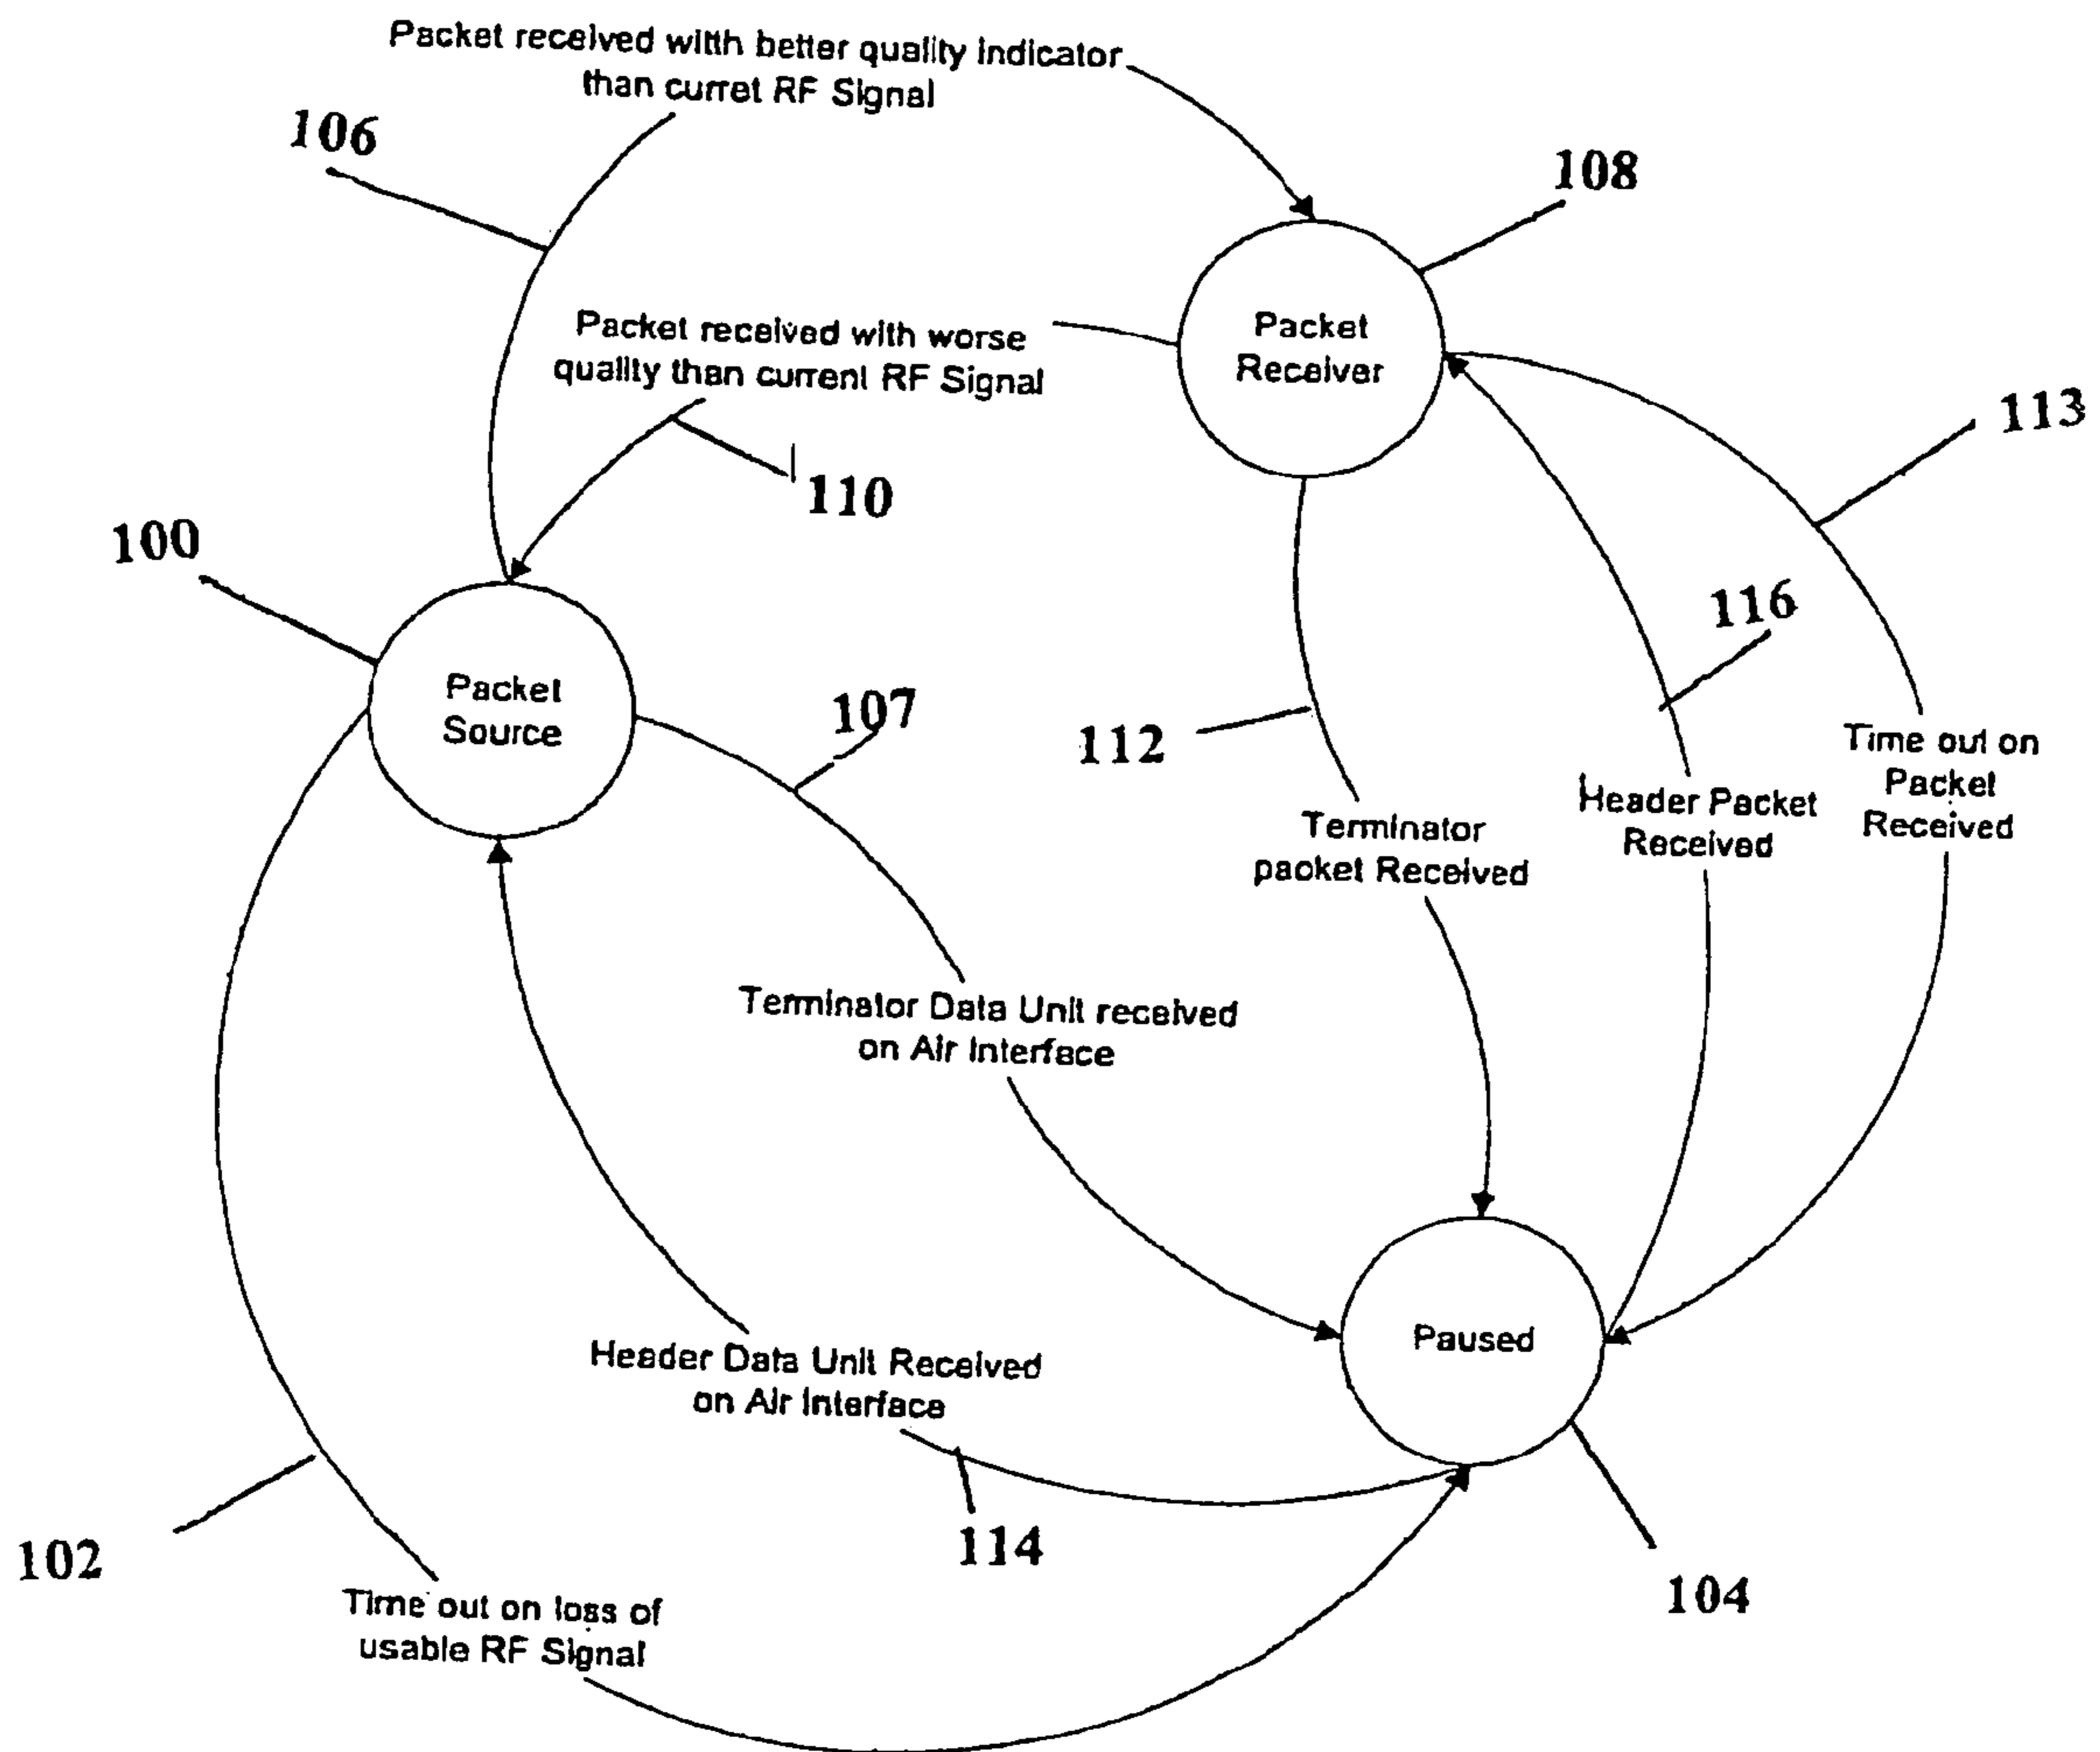 Packet received witth better quality indicator
than curret RF Signal
106
108
Packet received with worse
quality than current RF Signal
Packet
Receiver
113
110
100
116
Packet
Source
107
112
Time out on
Packet
Received
Header Packet
Received
Terminator
packet Received
Terminator Data Unit received
on Air Interface
Paused
Header Data Unit Received
on Air Interface
114
102
104
Time out on loss of
usable RF Signal